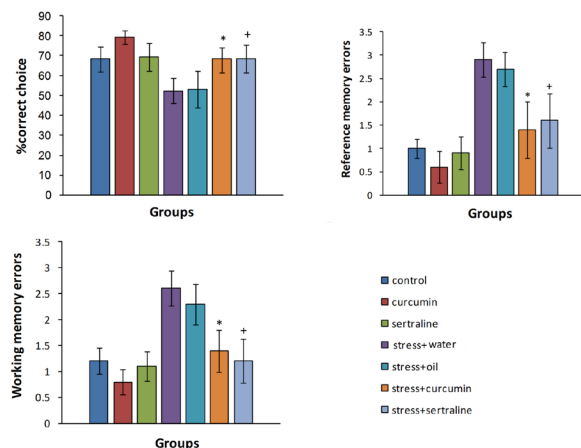 90
80
70
60
50
40
30
20
10
0
%correct choice
*
+
Groups
3.5
3
2.5
2
1.5
1
0.5
Reference memory errors
*
+
Groups
3.5
3
2.5
2
1.5
1
0.5
0
Working memory errors
*
+
Groups
control
curcumin
sertraline
stress+water
stress+oil
stress+curcumin
stress+sertraline